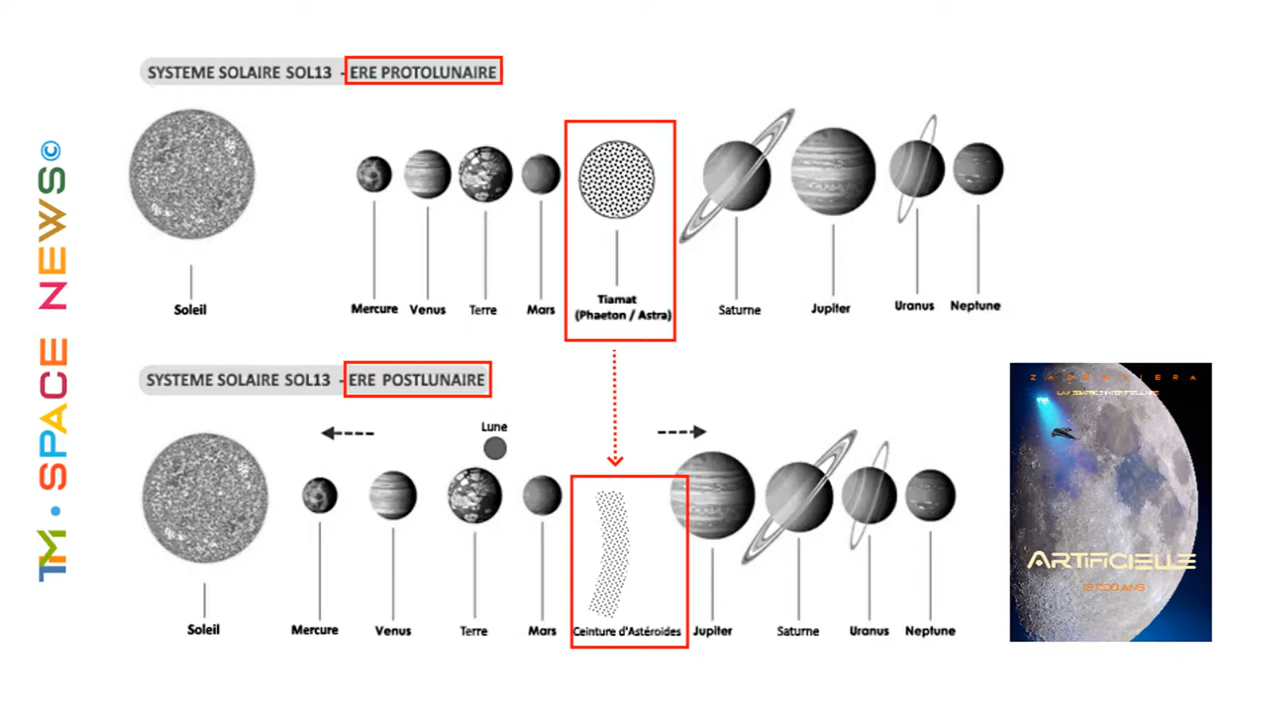 TM • SPACE NEWS©
SYSTEME SOLAIRE SOL13 - ERE PROTOLUNAIRE
Soleil
Mercure
Venus
Terre
Mars
Tiamat
(Phaeton / Astra)
Saturne
Jupiter
Uranus
Neptune
SYSTEME SOLAIRE SOL13 - ERE POSTLUNAIRE
Lune
Soleil
Mercure
Venus
Terre
Mars
Ceinture d'Astéroides
Jupiter
Saturne
Uranus
Neptune
ARTIFICIELLE